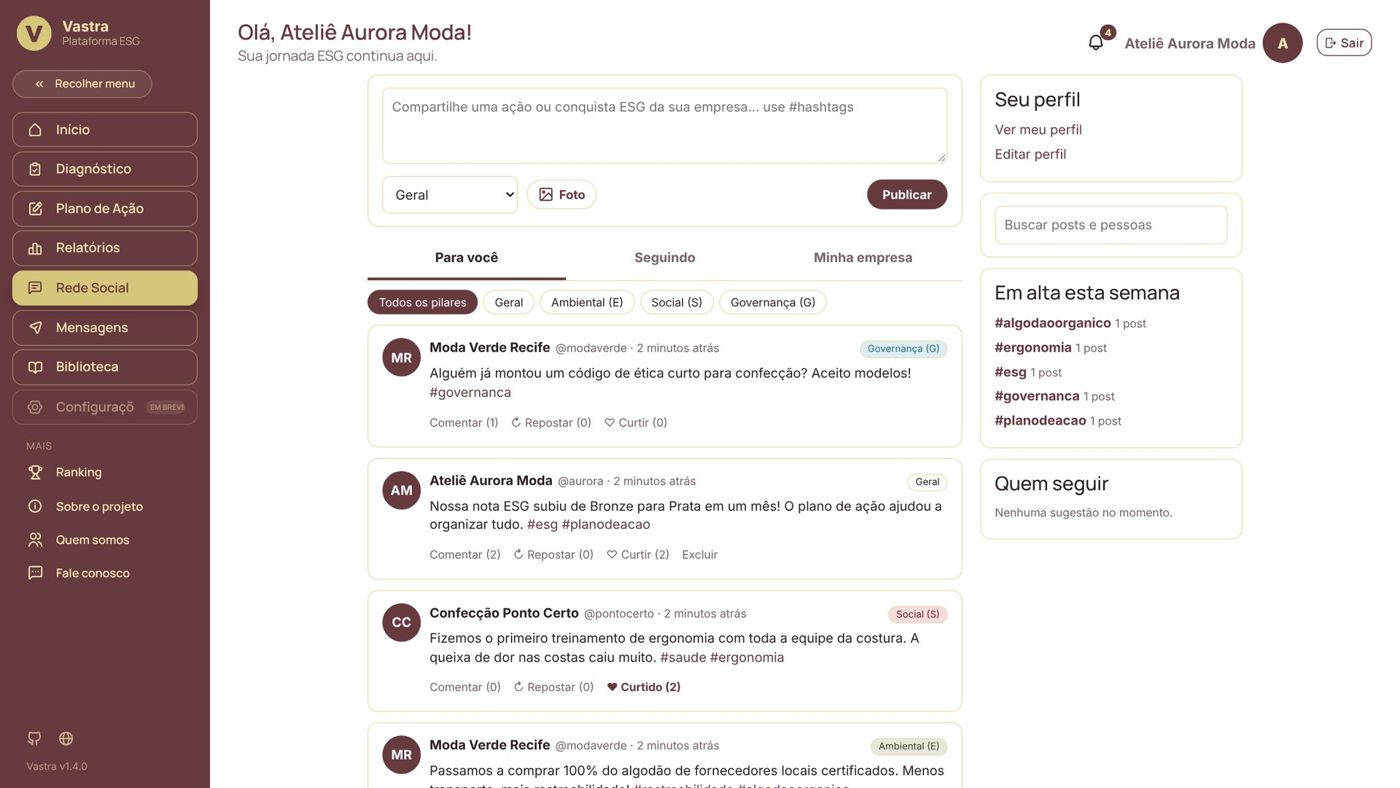 V
Vastra
Plataforma ESG
« Recolher menu
Início
Diagnóstico
Plano de Ação
Relatórios
Rede Social
Mensagens
Biblioteca
Configuraçõ EM BREVE
MAIS
Ranking
Sobre o projeto
Quem somos
Fale conosco
Vastra v1.4.0
Olá, Ateliê Aurora Moda!
Sua jornada ESG continua aqui.
4
Ateliê Aurora Moda
A
Sair
Compartilhe uma ação ou conquista ESG da sua empresa... use #hashtags
Geral
Foto
Publicar
Para você
Seguindo
Minha empresa
Todos os pilares
Geral
Ambiental (E)
Social (S)
Governança (G)
MR
Moda Verde Recife @modaverde · 2 minutos atrás
Governança (G)
Alguém já montou um código de ética curto para confecção? Aceito modelos!
#governanca
Comentar (1) Repostar (0) Curtir (0)
AM
Ateliê Aurora Moda @aurora · 2 minutos atrás
Geral
Nossa nota ESG subiu de Bronze para Prata em um mês! O plano de ação ajudou a
organizar tudo. #esg #planodeacao
Comentar (2) Repostar (0) Curtir (2) Excluir
CC
Confecção Ponto Certo @pontocerto · 2 minutos atrás
Social (S)
Fizemos o primeiro treinamento de ergonomia com toda a equipe da costura. A
queixa de dor nas costas caiu muito. #saude #ergonomia
Comentar (0) Repostar (0) Curtido (2)
MR
Moda Verde Recife @modaverde · 2 minutos atrás
Ambiental (E)
Passamos a comprar 100% do algodão de fornecedores locais certificados. Menos
Seu perfil
Ver meu perfil
Editar perfil
Buscar posts e pessoas
Em alta esta semana
#algodaoorganico 1 post
#ergonomia 1 post
#esg 1 post
#governanca 1 post
#planodeacao 1 post
Quem seguir
Nenhuma sugestão no momento.